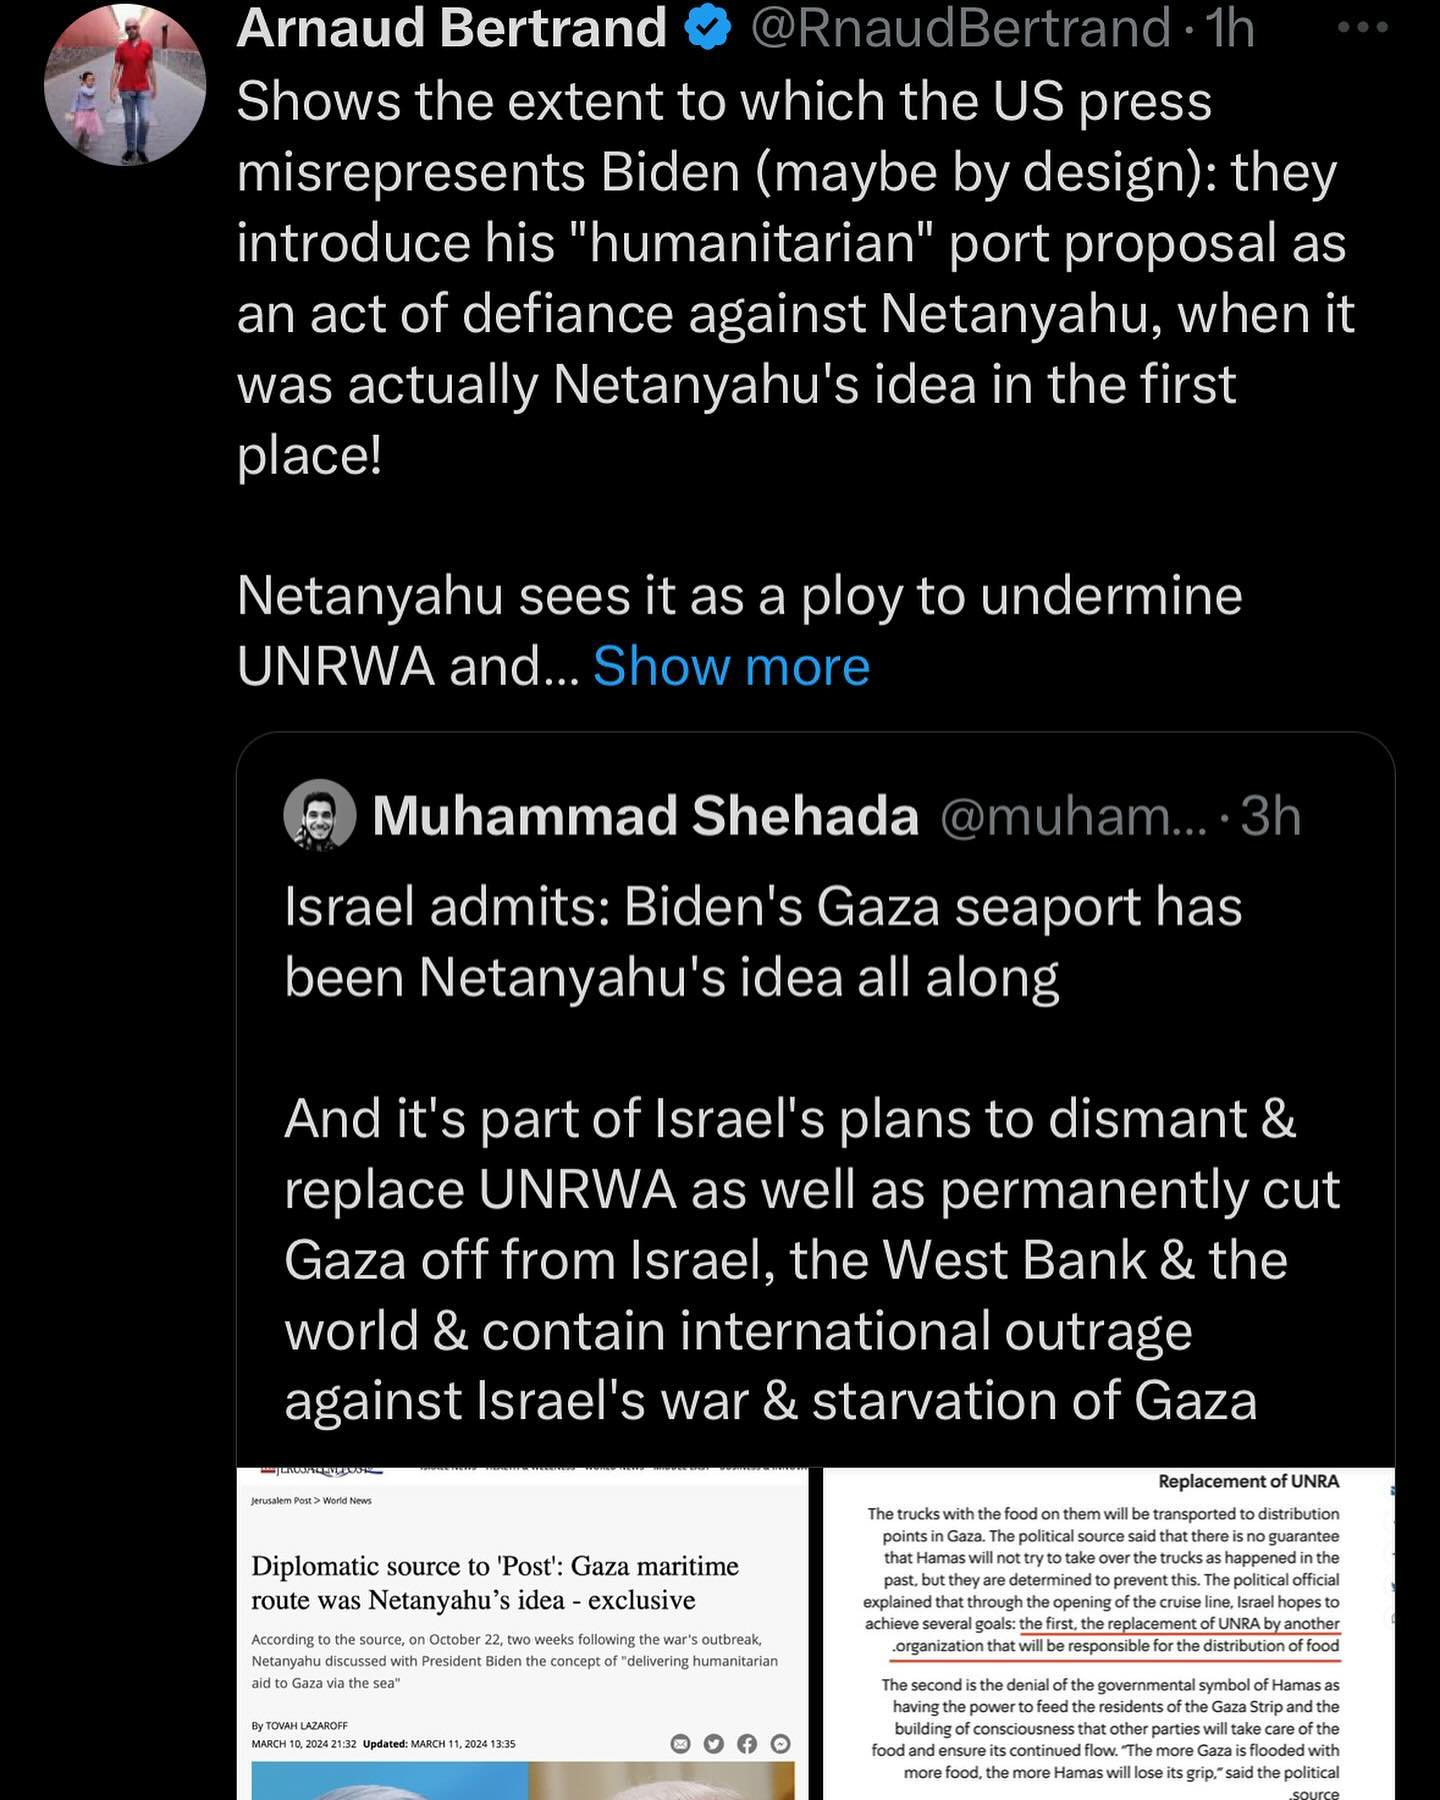 Arnaud Bertrand @RnaudBertrand · 1h
Shows the extent to which the US press
misrepresents Biden (maybe by design): they
introduce his "humanitarian" port proposal as
an act of defiance against Netanyahu, when it
was actually Netanyahu's idea in the first
place!
Netanyahu sees it as a ploy to undermine
UNRWA and... Show more
Muhammad Shehada @muham... · 3h
Israel admits: Biden's Gaza seaport has
been Netanyahu's idea all along
And it's part of Israel's plans to dismant &
replace UNRWA as well as permanently cut
Gaza off from Israel, the West Bank & the
world & contain international outrage
against Israel's war & starvation of Gaza
Jerusalem Post > World News
Diplomatic source to 'Post': Gaza maritime
route was Netanyahu’s idea - exclusive
According to the source, on October 22, two weeks following the war's outbreak,
Netanyahu discussed with President Biden the concept of "delivering humanitarian
aid to Gaza via the sea"
By TOVAH LAZAROFF
MARCH 10, 2024 21:32 Updated: MARCH 11, 2024 13:35
Replacement of UNRA
The trucks with the food on them will be transported to distribution
points in Gaza. The political source said that there is no guarantee
that Hamas will not try to take over the trucks as happened in the
past, but they are determined to prevent this. The political official
explained that through the opening of the cruise line, Israel hopes to
achieve several goals: the first, the replacement of UNRA by another
.organization that will be responsible for the distribution of food
The second is the denial of the governmental symbol of Hamas as
having the power to feed the residents of the Gaza Strip and the
building of consciousness that other parties will take care of the
food and ensure its continued flow. "The more Gaza is flooded with
more food, the more Hamas will lose its grip," said the political
.source